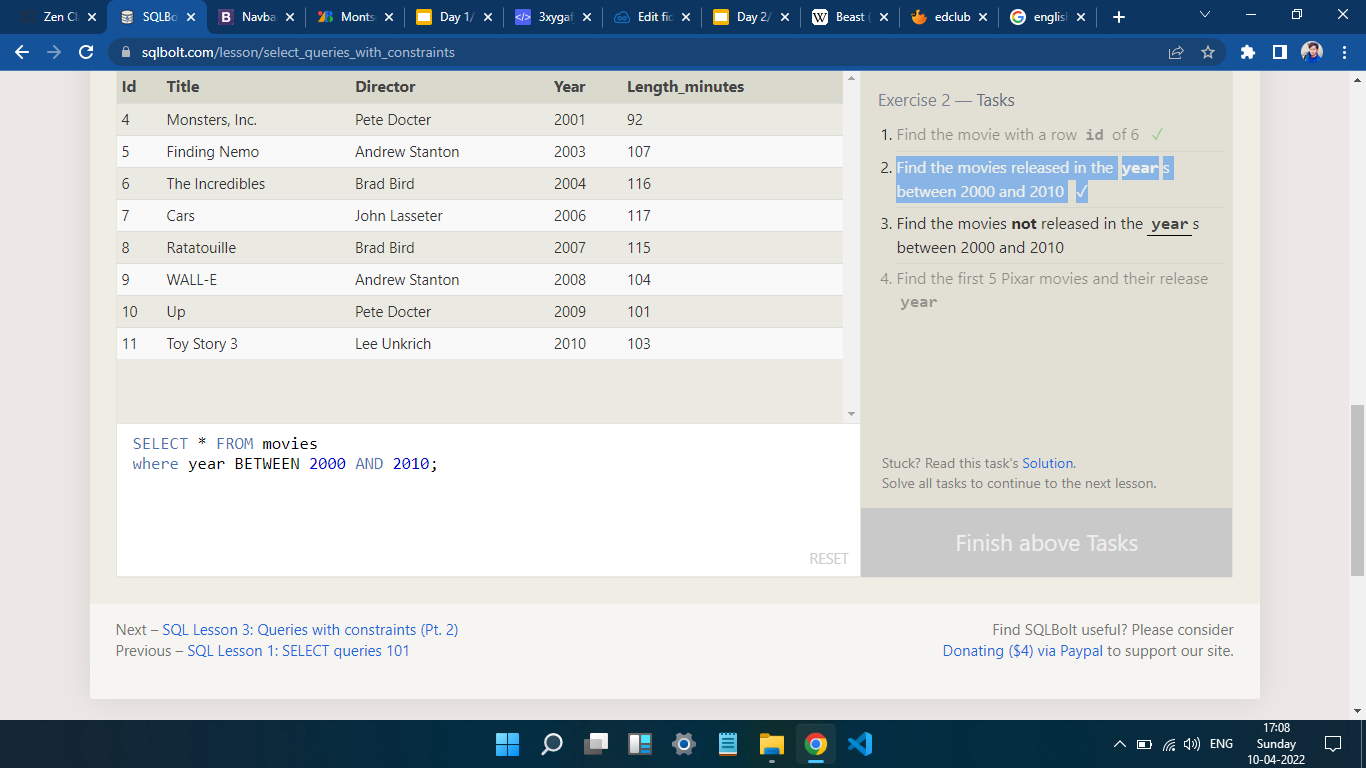 Zen Cl
SQLBo
Navba
Monts
Day 1/
3xygaf
Edit fic
Day 2/
Beast (
edclub
english
sqlbolt.com/lesson/select_queries_with_constraints
Id Title Director Year Length_minutes
4 Monsters, Inc. Pete Docter 2001 92
5 Finding Nemo Andrew Stanton 2003 107
6 The Incredibles Brad Bird 2004 116
7 Cars John Lasseter 2006 117
8 Ratatouille Brad Bird 2007 115
9 WALL-E Andrew Stanton 2008 104
10 Up Pete Docter 2009 101
11 Toy Story 3 Lee Unkrich 2010 103
SELECT * FROM movies
where year BETWEEN 2000 AND 2010;
RESET
Exercise 2 — Tasks
1. Find the movie with a row id of 6 ✓
2. Find the movies released in the years
between 2000 and 2010 ✓
3. Find the movies not released in the years
between 2000 and 2010
4. Find the first 5 Pixar movies and their release
year
Stuck? Read this task's Solution.
Solve all tasks to continue to the next lesson.
Finish above Tasks
Next – SQL Lesson 3: Queries with constraints (Pt. 2)
Previous – SQL Lesson 1: SELECT queries 101
Find SQLBolt useful? Please consider
Donating ($4) via Paypal to support our site.
ENG
17:08
Sunday
10-04-2022